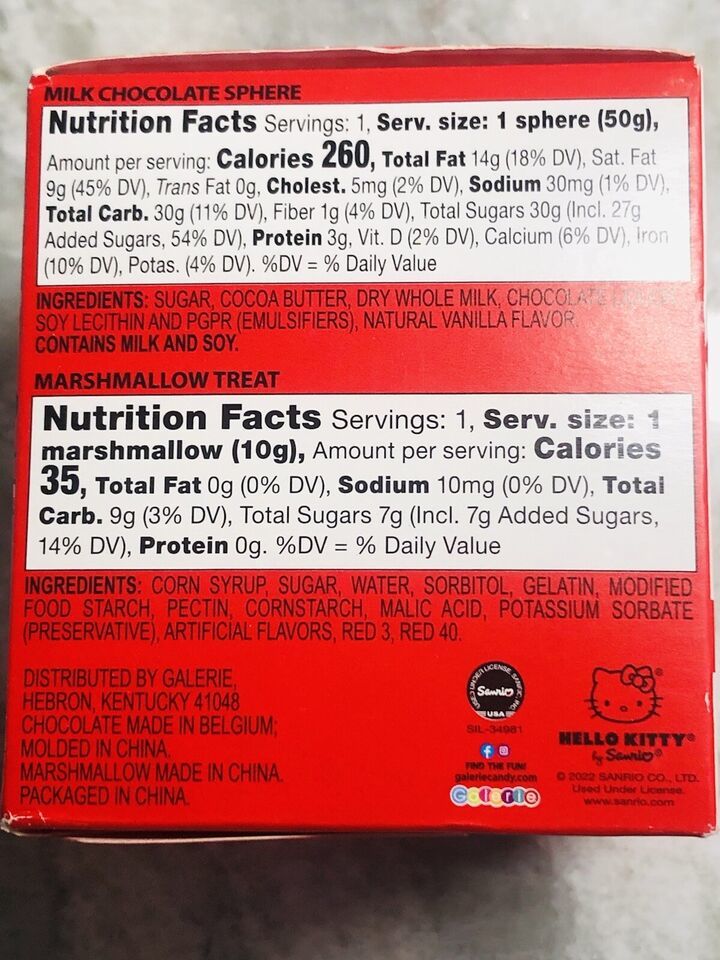 MILK CHOCOLATE SPHERE
Nutrition Facts Servings: 1, Serv. size: 1 sphere (50g),
Amount per serving: Calories 260, Total Fat 14g (18% DV), Sat. Fat
9g (45% DV), Trans Fat 0g, Cholest. 5mg (2% DV), Sodium 30mg (1% DV),
Total Carb. 30g (11% DV), Fiber 1g (4% DV), Total Sugars 30g (Incl. 27g
Added Sugars, 54% DV), Protein 3g, Vit. D (2% DV), Calcium (6% DV), Iron
(10% DV), Potas. (4% DV). %DV = % Daily Value
INGREDIENTS: SUGAR, COCOA BUTTER, DRY WHOLE MILK, CHOCOLATE
SOY LECITHIN AND PGPR (EMULSIFIERS), NATURAL VANILLA FLAVOR.
CONTAINS MILK AND SOY.
MARSHMALLOW TREAT
Nutrition Facts Servings: 1, Serv. size: 1
marshmallow (10g), Amount per serving: Calories
35, Total Fat 0g (0% DV), Sodium 10mg (0% DV), Total
Carb. 9g (3% DV), Total Sugars 7g (Incl. 7g Added Sugars,
14% DV), Protein 0g. %DV = % Daily Value
INGREDIENTS: CORN SYRUP, SUGAR, WATER, SORBITOL, GELATIN, MODIFIED
FOOD STARCH, PECTIN, CORNSTARCH, MALIC ACID, POTASSIUM SORBATE
(PRESERVATIVE), ARTIFICIAL FLAVORS, RED 3, RED 40.
DISTRIBUTED BY GALERIE,
HEBRON, KENTUCKY 41048
CHOCOLATE MADE IN BELGIUM;
MOLDED IN CHINA.
MARSHMALLOW MADE IN CHINA.
PACKAGED IN CHINA.
USED UNDER LICENSE
Sanrio
USA
SIL-34981
FIND THE FUN!
galeriecandy.com
Galerie
HELLO KITTY®
by Sanrio®
© 2022 SANRIO CO., LTD.
Used Under License.
www.sanrio.com